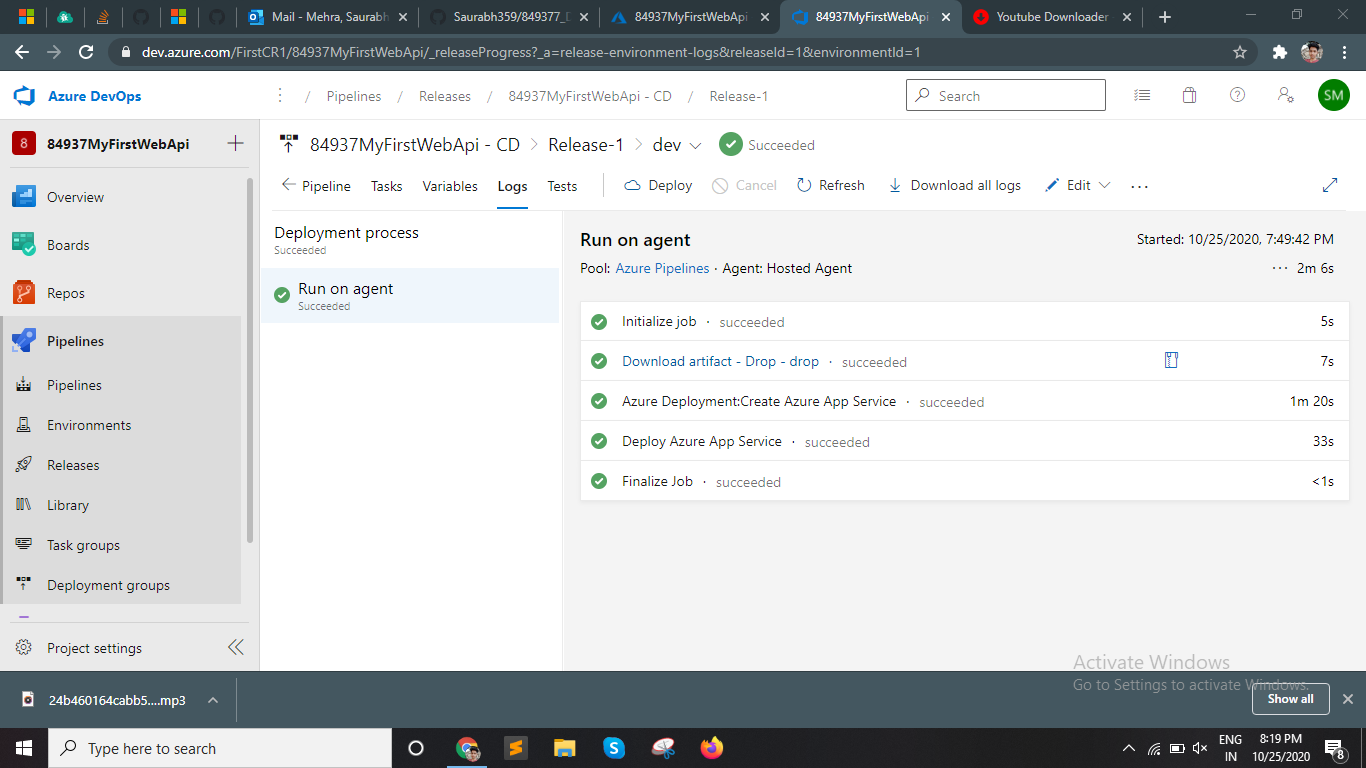 Mail - Mehra, Saurabh
Saurabh359/849377_D
84937MyFirstWebApi
84937MyFirstWebApi
Youtube Downloader
dev.azure.com/FirstCR1/84937MyFirstWebApi/_releaseProgress?_a=release-environment-logs&releaseId=1&environmentId=1
Azure DevOps
/ Pipelines / Releases / 84937MyFirstWebApi - CD / Release-1
Search
SM
8
84937MyFirstWebApi
Overview
Boards
Repos
Pipelines
Pipelines
Environments
Releases
Library
Task groups
Deployment groups
Project settings
84937MyFirstWebApi - CD > Release-1 > dev
Succeeded
Pipeline
Tasks
Variables
Logs
Tests
Deploy
Cancel
Refresh
Download all logs
Edit
Deployment process
Succeeded
Run on agent
Succeeded
Run on agent
Started: 10/25/2020, 7:49:42 PM
Pool: Azure Pipelines · Agent: Hosted Agent
··· 2m 6s
Initialize job · succeeded 5s
Download artifact - Drop - drop · succeeded 7s
Azure Deployment:Create Azure App Service · succeeded 1m 20s
Deploy Azure App Service · succeeded 33s
Finalize Job · succeeded <1s
Activate Windows
Go to Settings to activate Windows.
24b460164cabb5....mp3
Show all
Type here to search
ENG
IN
8:19 PM
10/25/2020
8